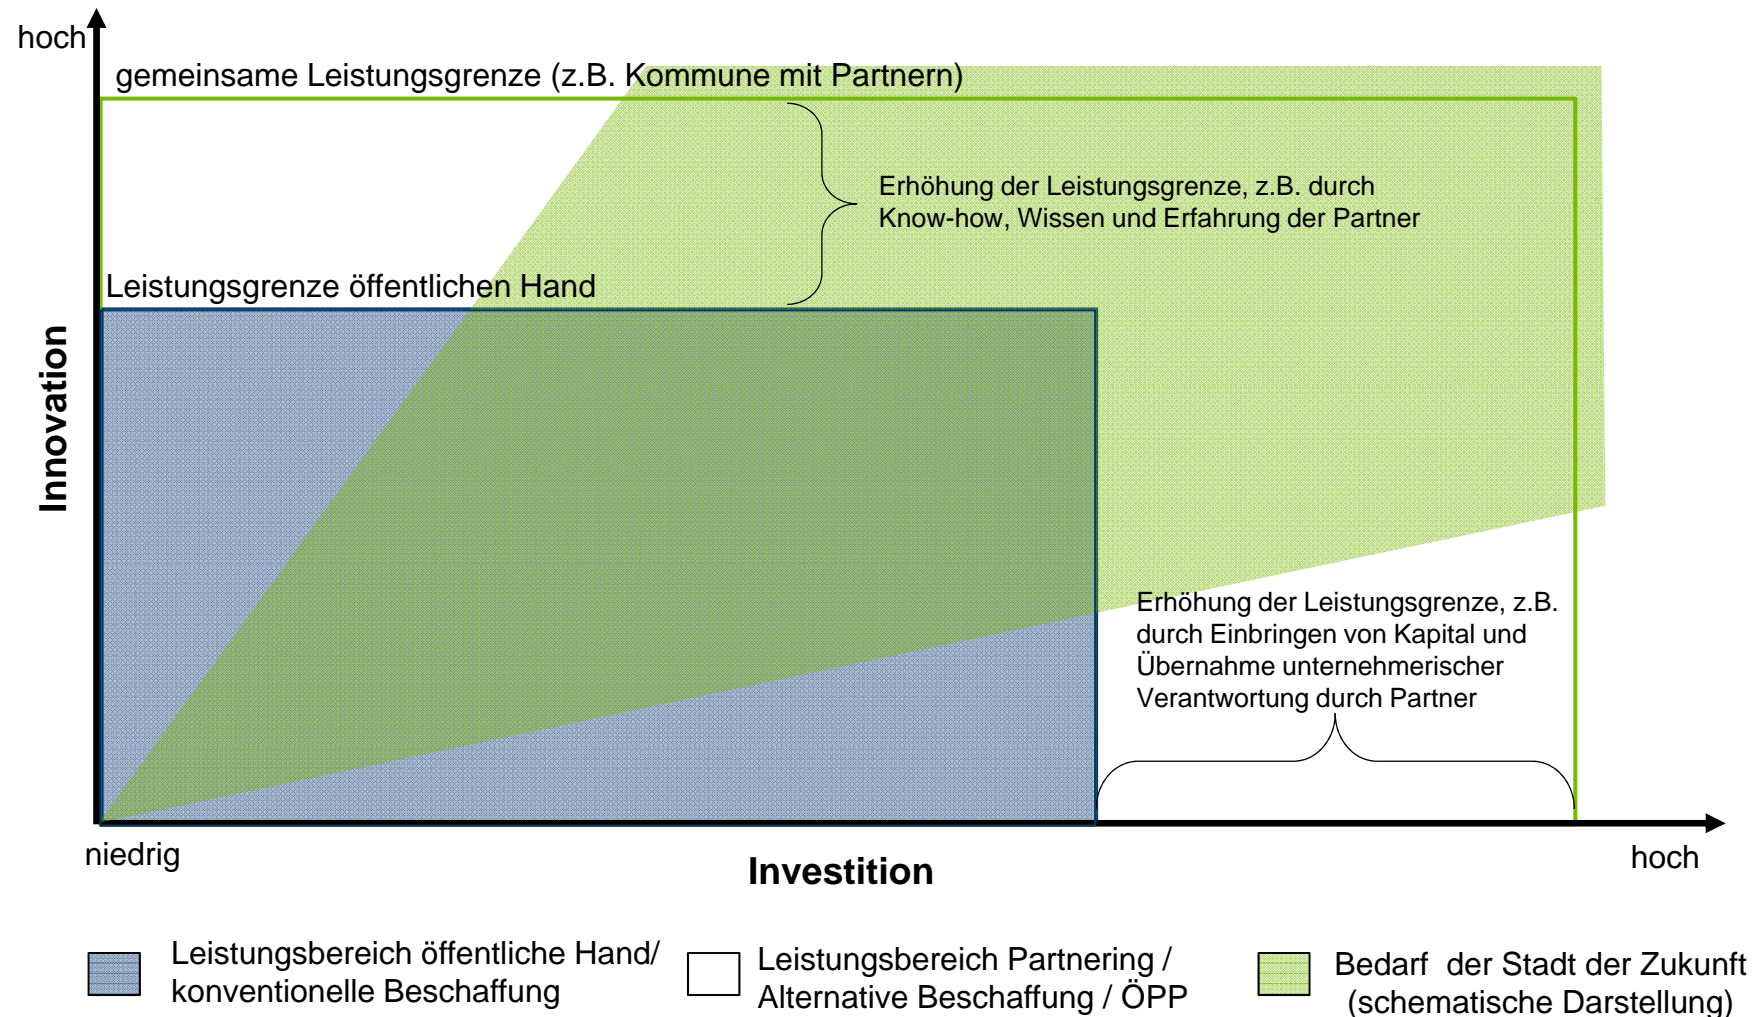 hoch
gemeinsame Leistungsgrenze (z.B. Kommune mit Partnern)
Erhöhung der Leistungsgrenze, z.B. durch
Know-how, Wissen und Erfahrung der Partner
Leistungsgrenze öffentlichen Hand
Innovation
Erhöhung der Leistungsgrenze, z.B.
durch Einbringen von Kapital und
Übernahme unternehmerischer
Verantwortung durch Partner
niedrig
Investition
hoch
Leistungsbereich öffentliche Hand/
konventionelle Beschaffung
Leistungsbereich Partnering /
Alternative Beschaffung / ÖPP
Bedarf der Stadt der Zukunft
(schematische Darstellung)